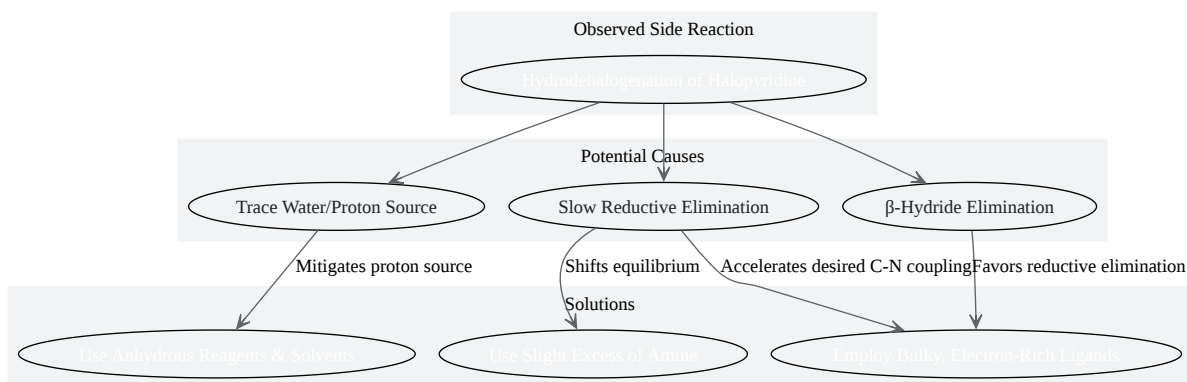 Observed Side Reaction
Hydrodehalogenation of Halopyridine
Potential Causes
Trace Water/Proton Source
Slow Reductive Elimination
β-Hydride Elimination
Mitigates proton source
Shifts equilibrium
Accelerates desired C-N coupling
Favors reductive elimination
Solutions
Use Anhydrous Reagents & Solvents
Use Slight Excess of Amine
Employ Bulky, Electron-Rich Ligands